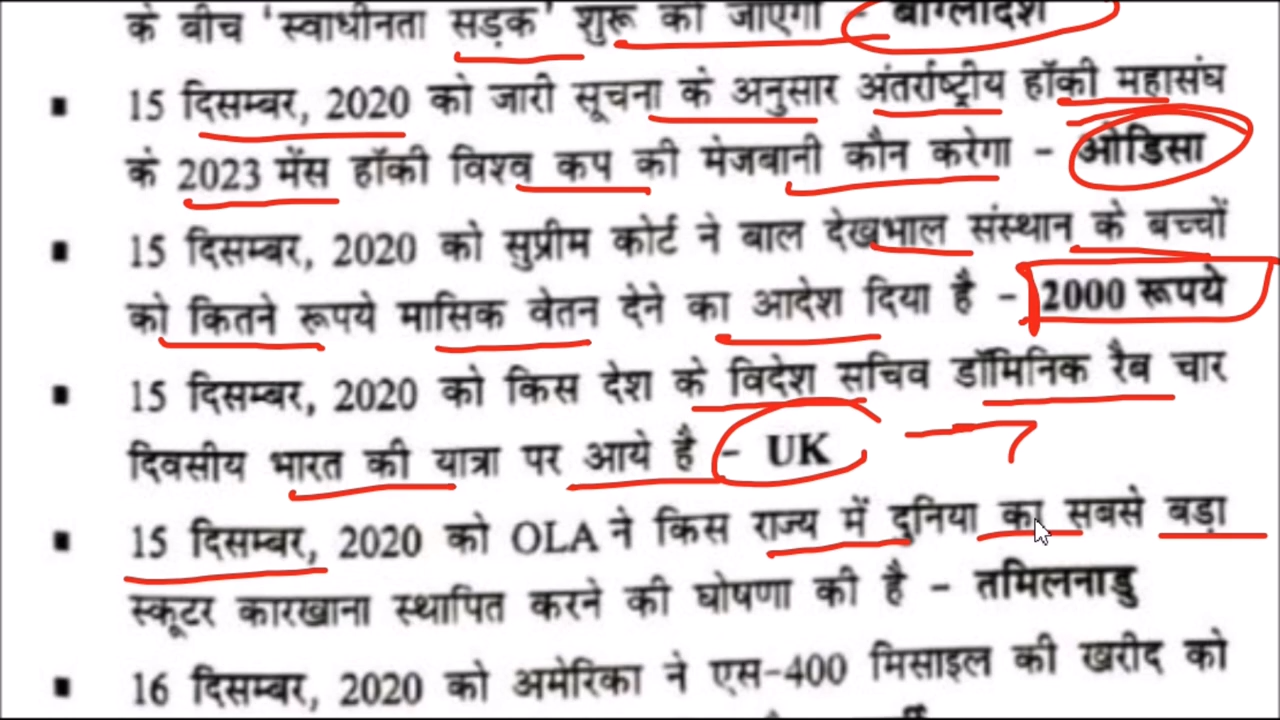 के बीच 'स्वाधीनता सड़क' शुरू की जाएगी - बांग्लादेश
▪ 15 दिसम्बर, 2020 को जारी सूचना के अनुसार अंतर्राष्ट्रीय हॉकी महासंघ
के 2023 मेंस हॉकी विश्व कप की मेजबानी कौन करेगा - ओडिसा
▪ 15 दिसम्बर, 2020 को सुप्रीम कोर्ट ने बाल देखभाल संस्थान के बच्चों
को कितने रूपये मासिक वेतन देने का आदेश दिया है - 2000 रूपये
▪ 15 दिसम्बर, 2020 को किस देश के विदेश सचिव डॉमिनिक रैब चार
दिवसीय भारत की यात्रा पर आये है - UK
▪ 15 दिसम्बर, 2020 को OLA ने किस राज्य में दुनिया का सबसे बड़ा
स्कूटर कारखाना स्थापित करने की घोषणा की है - तमिलनाडु
▪ 16 दिसम्बर, 2020 को अमेरिका ने एस-400 मिसाइल की खरीद को